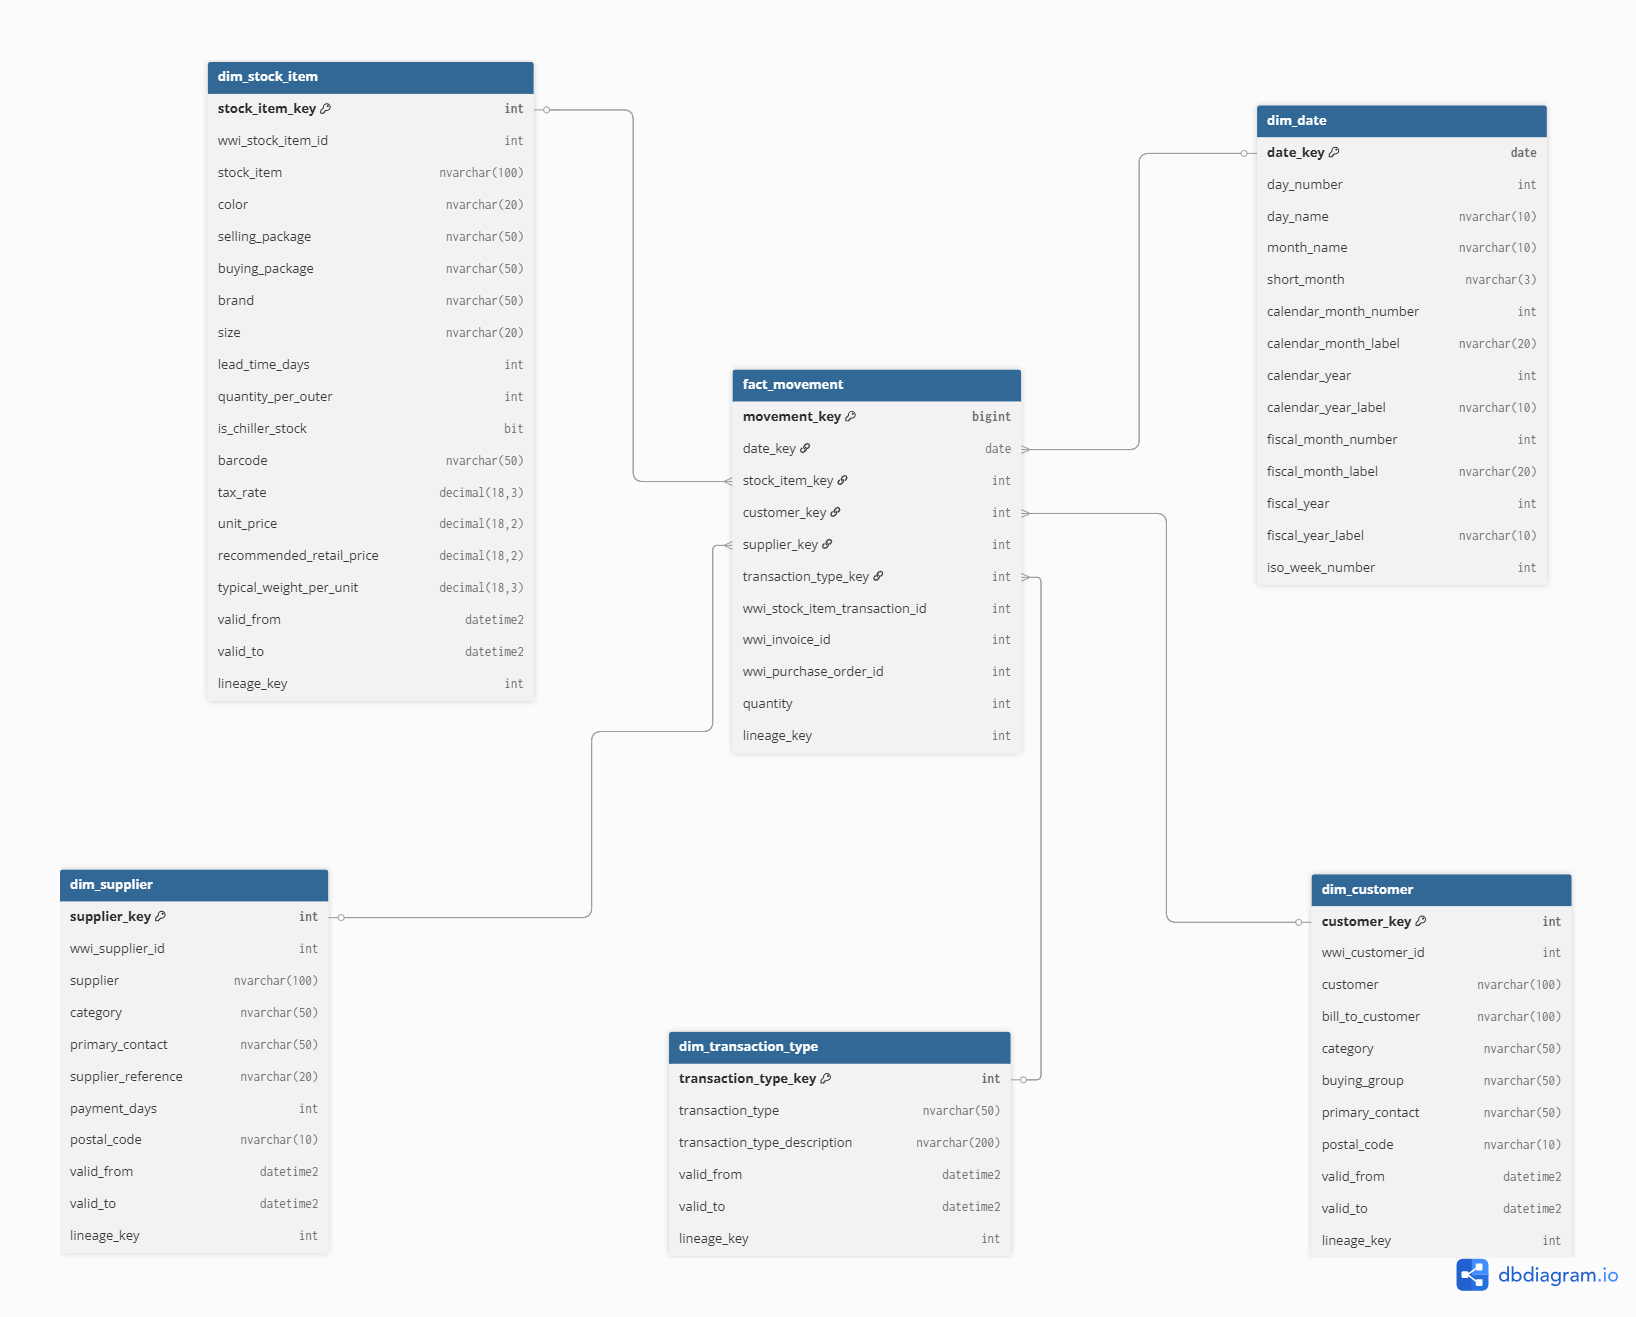 dim_stock_item
stock_item_key int
wwi_stock_item_id int
stock_item nvarchar(100)
color nvarchar(20)
selling_package nvarchar(50)
buying_package nvarchar(50)
brand nvarchar(50)
size nvarchar(20)
lead_time_days int
quantity_per_outer int
is_chiller_stock bit
barcode nvarchar(50)
tax_rate decimal(18,3)
unit_price decimal(18,2)
recommended_retail_price decimal(18,2)
typical_weight_per_unit decimal(18,3)
valid_from datetime2
valid_to datetime2
lineage_key int
dim_date
date_key date
day_number int
day_name nvarchar(10)
month_name nvarchar(10)
short_month nvarchar(3)
calendar_month_number int
calendar_month_label nvarchar(20)
calendar_year int
calendar_year_label nvarchar(10)
fiscal_month_number int
fiscal_month_label nvarchar(20)
fiscal_year int
fiscal_year_label nvarchar(10)
iso_week_number int
fact_movement
movement_key bigint
date_key date
stock_item_key int
customer_key int
supplier_key int
transaction_type_key int
wwi_stock_item_transaction_id int
wwi_invoice_id int
wwi_purchase_order_id int
quantity int
lineage_key int
dim_supplier
supplier_key int
wwi_supplier_id int
supplier nvarchar(100)
category nvarchar(50)
primary_contact nvarchar(50)
supplier_reference nvarchar(20)
payment_days int
postal_code nvarchar(10)
valid_from datetime2
valid_to datetime2
lineage_key int
dim_transaction_type
transaction_type_key int
transaction_type nvarchar(50)
transaction_type_description nvarchar(200)
valid_from datetime2
valid_to datetime2
lineage_key int
dim_customer
customer_key int
wwi_customer_id int
customer nvarchar(100)
bill_to_customer nvarchar(100)
category nvarchar(50)
buying_group nvarchar(50)
primary_contact nvarchar(50)
postal_code nvarchar(10)
valid_from datetime2
valid_to datetime2
lineage_key int
dbdiagram.io